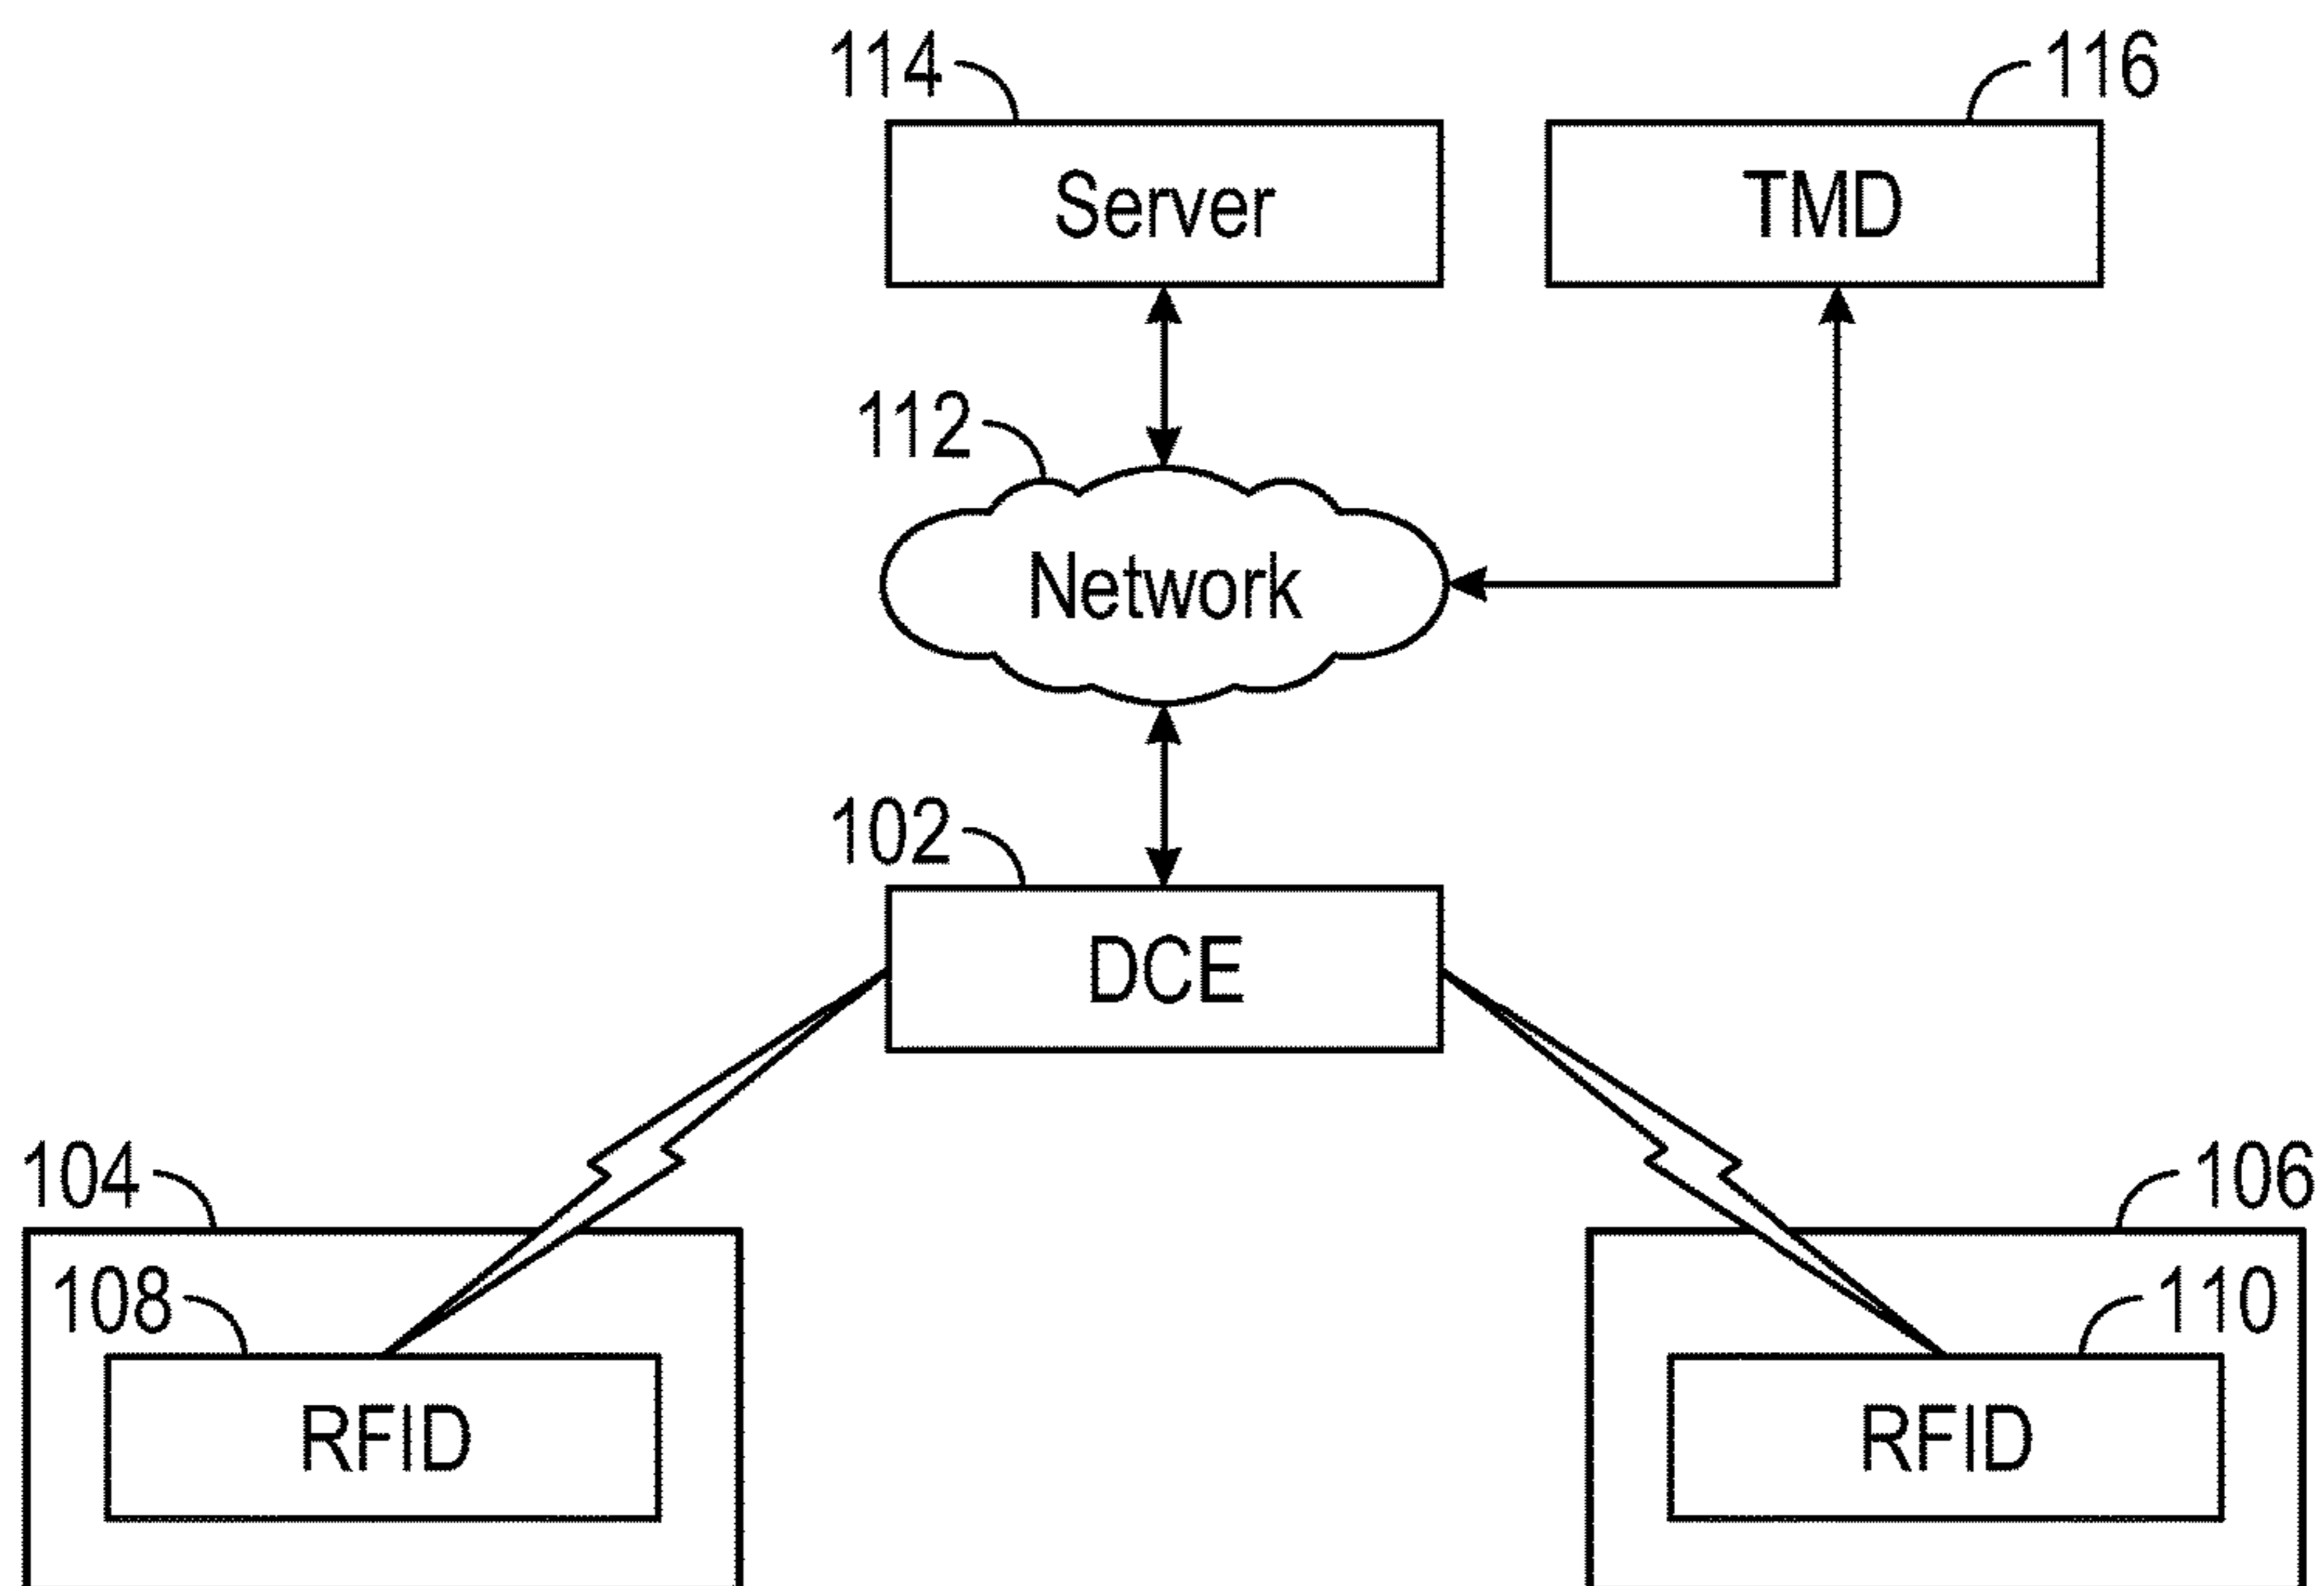 114
116
Server
TMD
112
Network
102
DCE
104
106
108
110
RFID
RFID